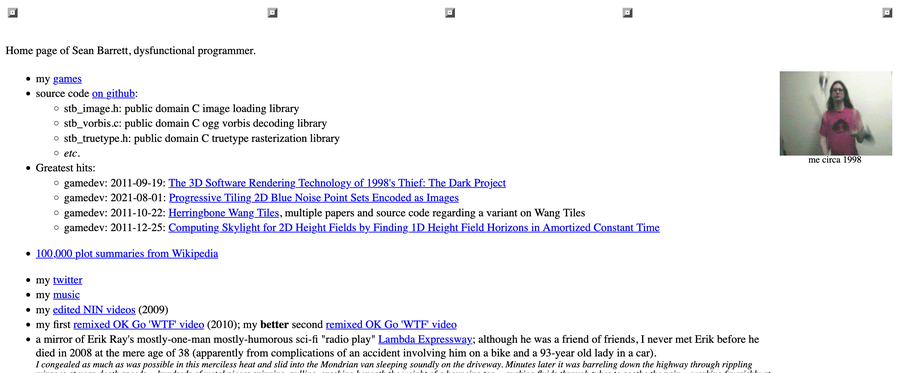 Home page of Sean Barrett, dysfunctional programmer.
my games
source code on github:
stb_image.h: public domain C image loading library
stb_vorbis.c: public domain C ogg vorbis decoding library
stb_truetype.h: public domain C truetype rasterization library
etc.
me circa 1998
Greatest hits:
gamedev: 2011-09-19: The 3D Software Rendering Technology of 1998's Thief: The Dark Project
gamedev: 2021-08-01: Progressive Tiling 2D Blue Noise Point Sets Encoded as Images
gamedev: 2011-10-22: Herringbone Wang Tiles, multiple papers and source code regarding a variant on Wang Tiles
gamedev: 2011-12-25: Computing Skylight for 2D Height Fields by Finding 1D Height Field Horizons in Amortized Constant Time
100,000 plot summaries from Wikipedia
my twitter
my music
my edited NIN videos (2009)
my first remixed OK Go 'WTF' video (2010); my better second remixed OK Go 'WTF' video
a mirror of Erik Ray's mostly-one-man mostly-humorous sci-fi "radio play" Lambda Expressway; although he was a friend of friends, I never met Erik before he
died in 2008 at the mere age of 38 (apparently from complications of an accident involving him on a bike and a 93-year old lady in a car).
I congealed as much as was possible in this merciless heat and slid into the Mondrian van sleeping soundly on the driveway. Minutes later it was barreling down the highway through rippling